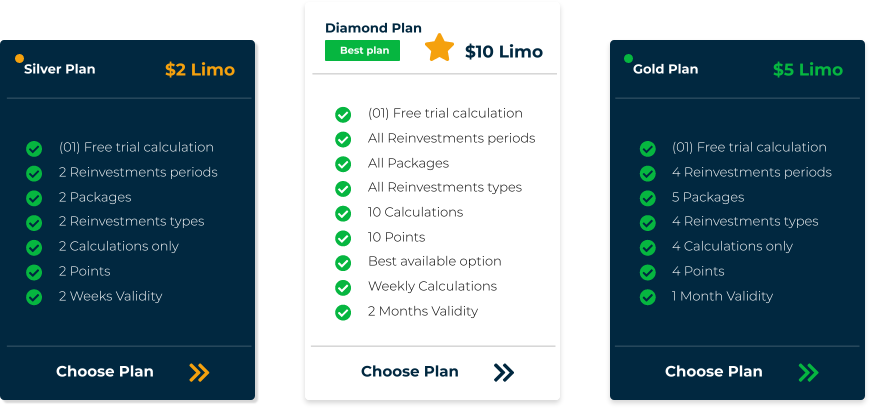 Silver Plan
$2 Limo
(01) Free trial calculation
2 Reinvestments periods
2 Packages
2 Reinvestments types
2 Calculations only
2 Points
2 Weeks Validity
Choose Plan
Diamond Plan
Best plan
$10 Limo
(01) Free trial calculation
All Reinvestments periods
All Packages
All Reinvestments types
10 Calculations
10 Points
Best available option
Weekly Calculations
2 Months Validity
Choose Plan
Gold Plan
$5 Limo
(01) Free trial calculation
4 Reinvestments periods
5 Packages
4 Reinvestments types
4 Calculations only
4 Points
1 Month Validity
Choose Plan